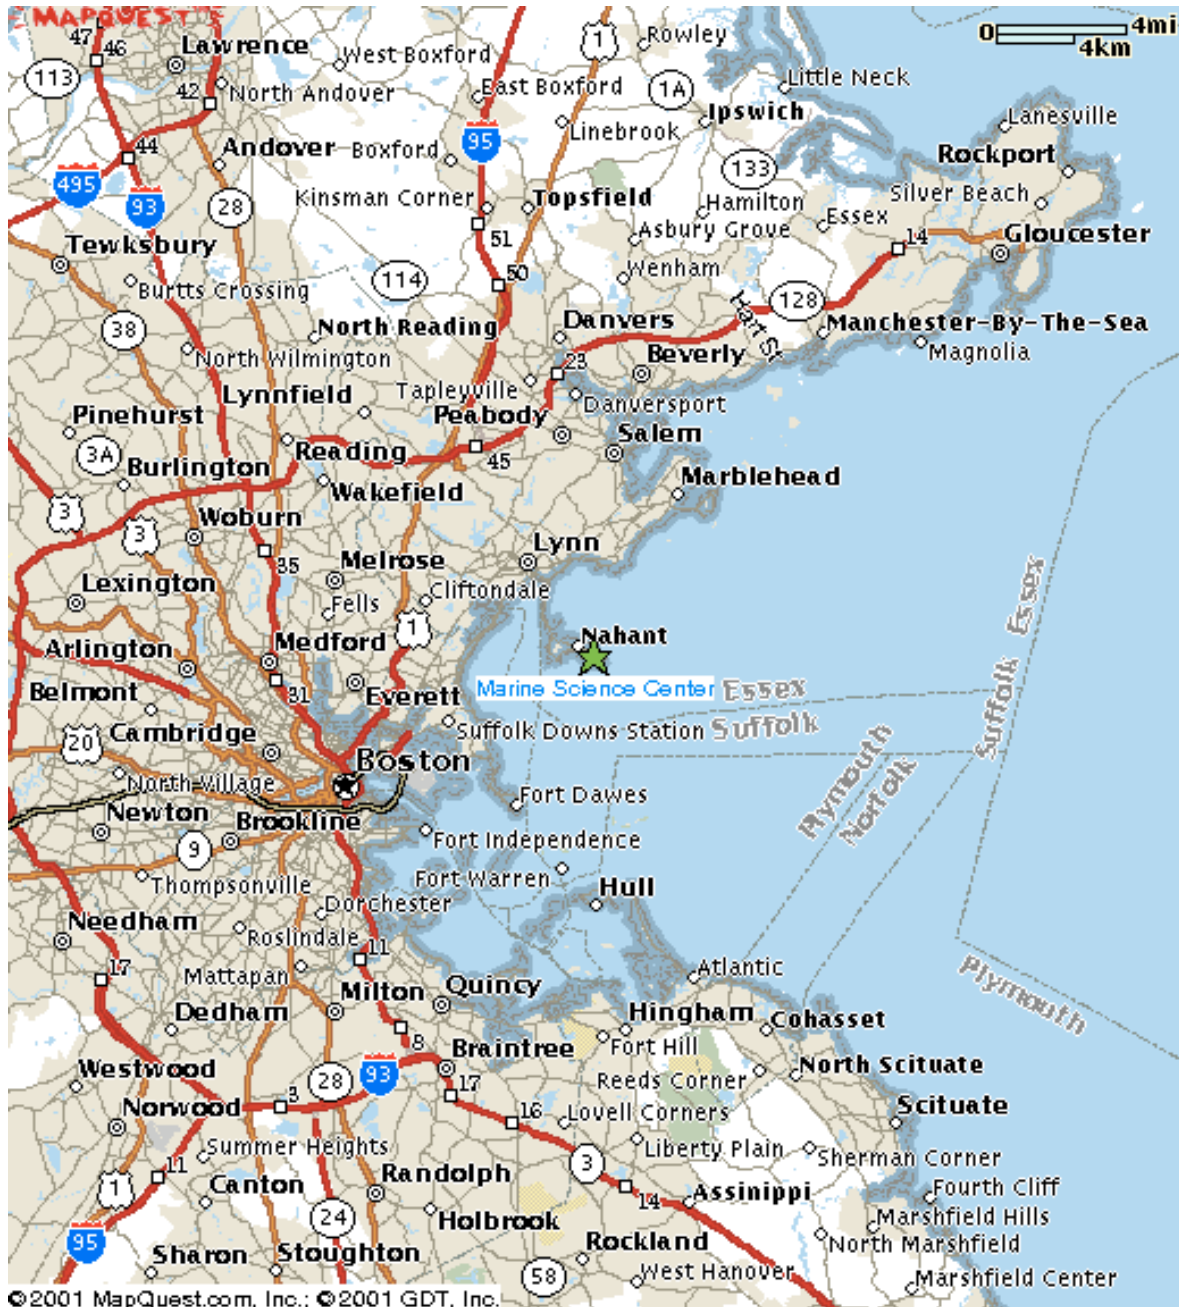 MAPQUEST
0
4mi
4km
47
46
Lawrence
West Boxford
1
Rowley
113
42
North Andover
East Boxford
1A
Little Neck
Ipswich
Linebrook
Lanesville
44
Andover
Boxford
95
133
Rockport
495
93
28
Kinsman Corner
Topsfield
Hamilton
Silver Beach
Essex
Tewksbury
51
Asbury Grove
14
Gloucester
Burtts Crossing
114
50
Wenham
128
38
North Reading
Danvers
Hart St
Manchester-By-The-Sea
North Wilmington
23
Beverly
Magnolia
Lynnfield
Tapleyville
Danversport
Pinehurst
Peabody
3A
Reading
45
Salem
Burlington
Wakefield
Marblehead
3
3
Woburn
35
Melrose
Lynn
Lexington
Fells
Cliftondale
Essex
Suffolk
Arlington
Medford
1
Nahant
Belmont
31
Everett
Marine Science Center
Essex
Suffolk
20
Cambridge
Suffolk Downs Station
Plymouth
Norfolk
Boston
North Village
Fort Dawes
Newton
Brookline
9
Fort Independence
Thompsonville
Fort Warren
Hull
Dorchester
Needham
Roslindale
11
17
Mattapan
Atlantic
Plymouth
Milton
Quincy
Dedham
Hingham
Cohasset
8
Fort Hill
Westwood
28
93
Braintree
Reeds Corner
North Scituate
Norwood
3
17
16
Lovell Corners
Scituate
Summer Heights
Liberty Plain
Sherman Corner
11
3
1
Canton
Randolph
14
Assinippi
Fourth Cliff
24
Holbrook
Marshfield Hills
95
Sharon
Stoughton
Rockland
North Marshfield
58
West Hanover
Marshfield Center
©2001 MapQuest.com, Inc.; ©2001 GDT, Inc.